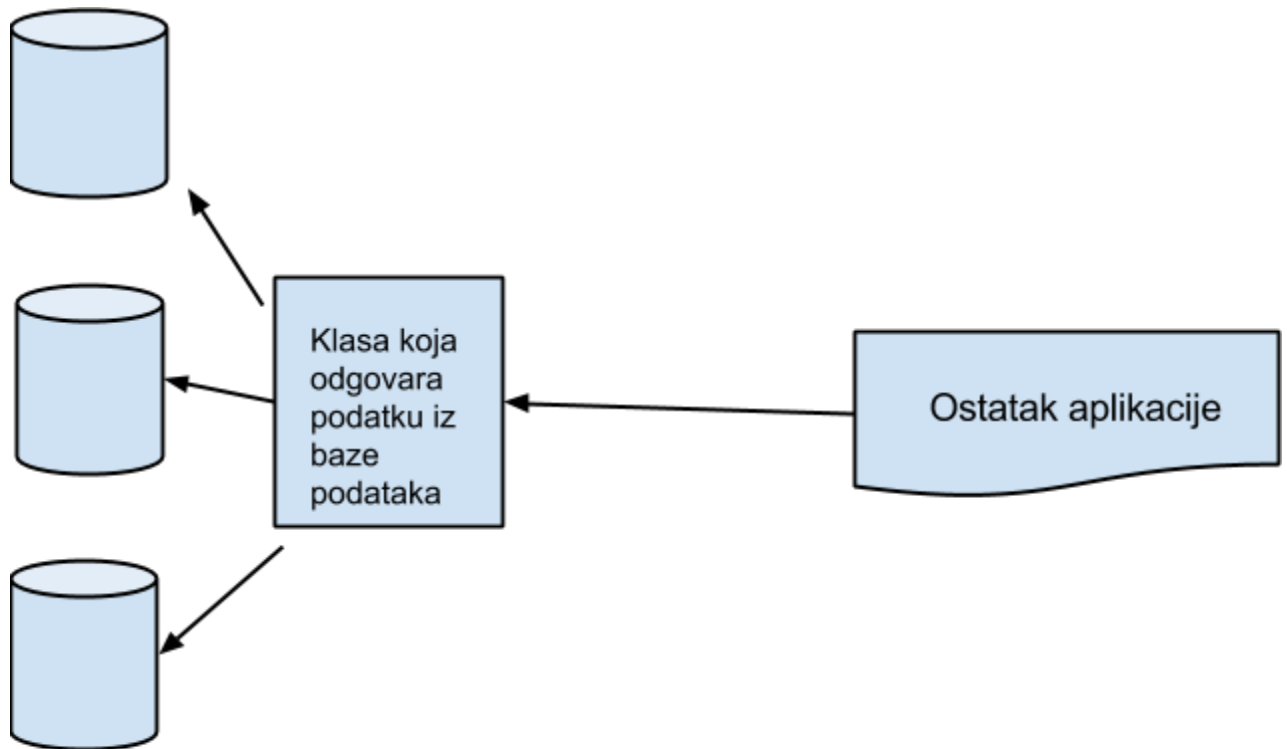 Klasa koja
odgovara
podatku iz
baze
podataka
Ostatak aplikacije